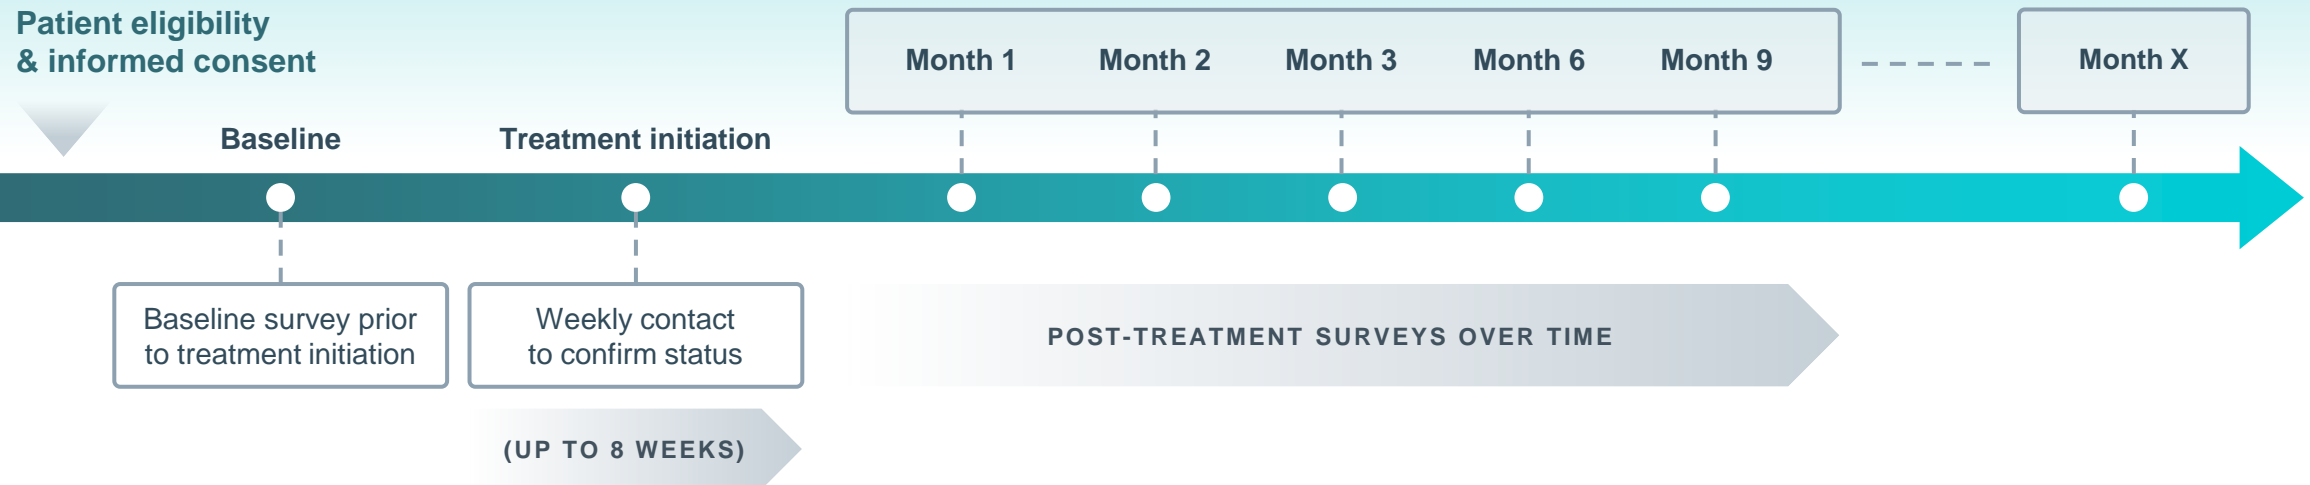 Patient eligibility
& informed consent
Baseline
Treatment initiation
Month 1
Month 2
Month 3
Month 6
Month 9
Month X
Baseline survey prior
to treatment initiation
Weekly contact
to confirm status
(UP TO 8 WEEKS)
POST-TREATMENT SURVEYS OVER TIME